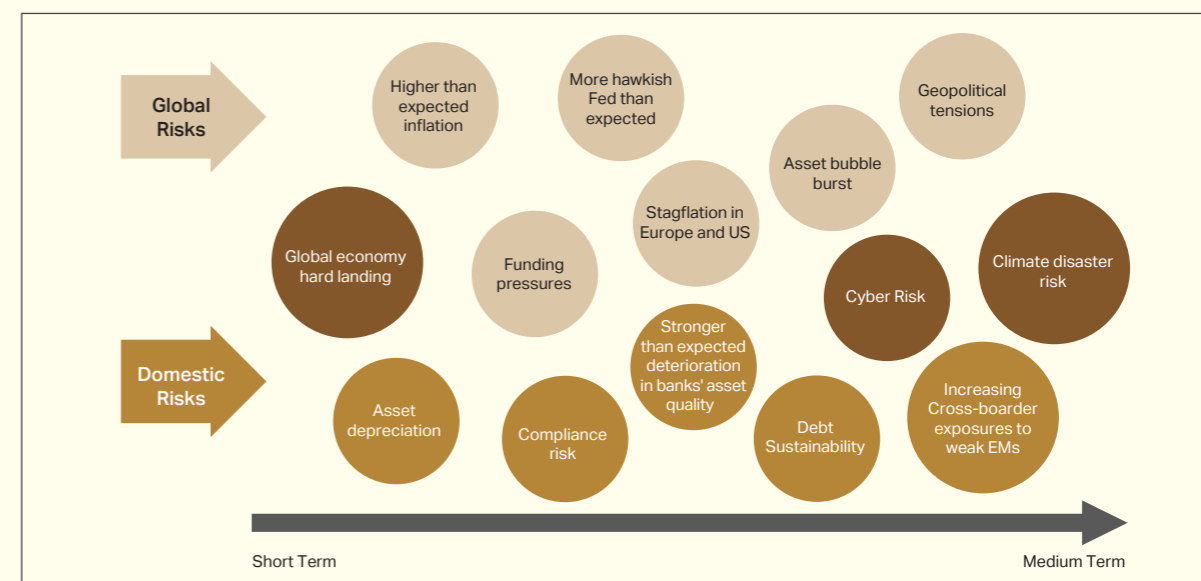 Global
Risks
Higher than
expected
inflation
More hawkish
Fed than
expected
Geopolitical
tensions
Asset bubble
burst
Stagflation in
Europe and US
Global economy
hard landing
Funding
pressures
Cyber Risk
Climate disaster
risk
Domestic
Risks
Asset
depreciation
Compliance
risk
Stronger
than expected
deterioration
in banks' asset
quality
Debt
Sustainability
Increasing
Cross-boarder
exposures to
weak EMs
Short Term
Medium Term